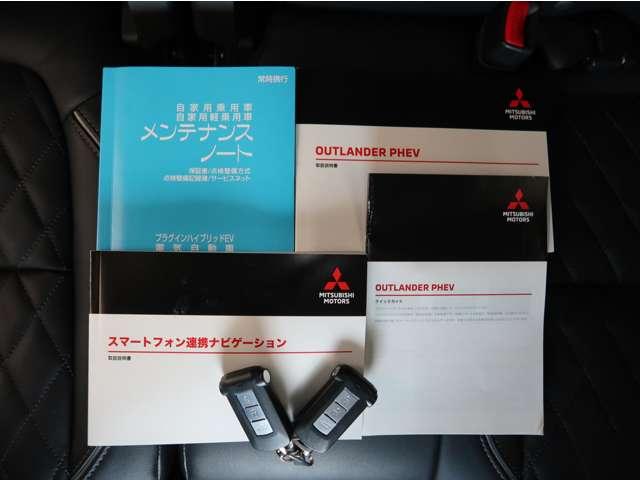 常時携行
自家用乗用車
自家用軽乗用車
メンテナンス
ノート
保証書/点検整備方式
点検整備記録簿/サービスネット
プラグインハイブリッドEV
電気自動車
MITSUBISHI
MOTORS
OUTLANDER PHEV
取扱説明書
MITSUBISHI
MOTORS
OUTLANDER PHEV
クイックガイド
MITSUBISHI
MOTORS
スマートフォン連携ナビゲーション
取扱説明書